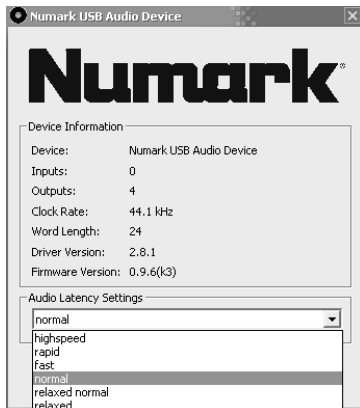 Numark USB Audio Device
Numark
Device Information
Device: Numark USB Audio Device
Inputs: 0
Outputs: 4
Clock Rate: 44.1 kHz
Word Length: 24
Driver Version: 2.8.1
Firmware Version: 0.9.6(k3)
Audio Latency Settings
normal
highspeed
rapid
fast
normal
relaxed normal
relaxed